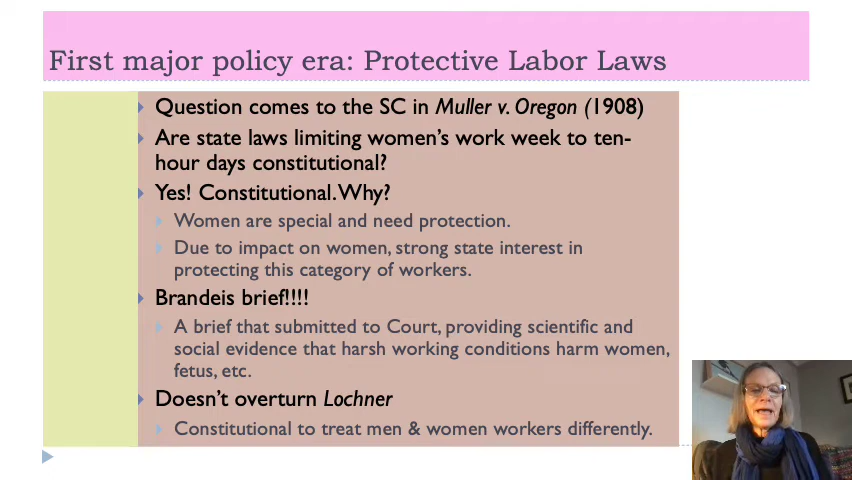 First major policy era: Protective Labor Laws
Question comes to the SC in Muller v. Oregon (1908)
Are state laws limiting women's work week to ten-
hour days constitutional?
Yes! Constitutional. Why?
Women are special and need protection.
Due to impact on women, strong state interest in
protecting this category of workers.
Brandeis brief!!!!
A brief that submitted to Court, providing scientific and
social evidence that harsh working conditions harm women,
fetus, etc.
Doesn't overturn Lochner
Constitutional to treat men & women workers differently.